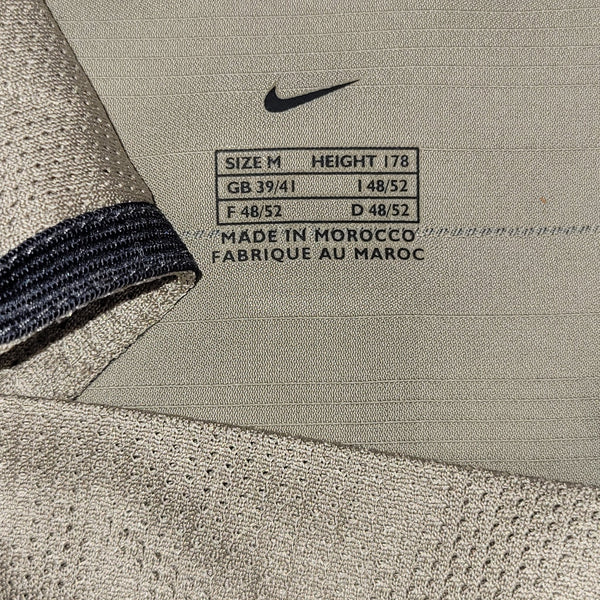 SIZE M HEIGHT 178
GB 39/41 I 48/52
F 48/52 D 48/52
MADE IN MOROCCO
FABRIQUE AU MAROC